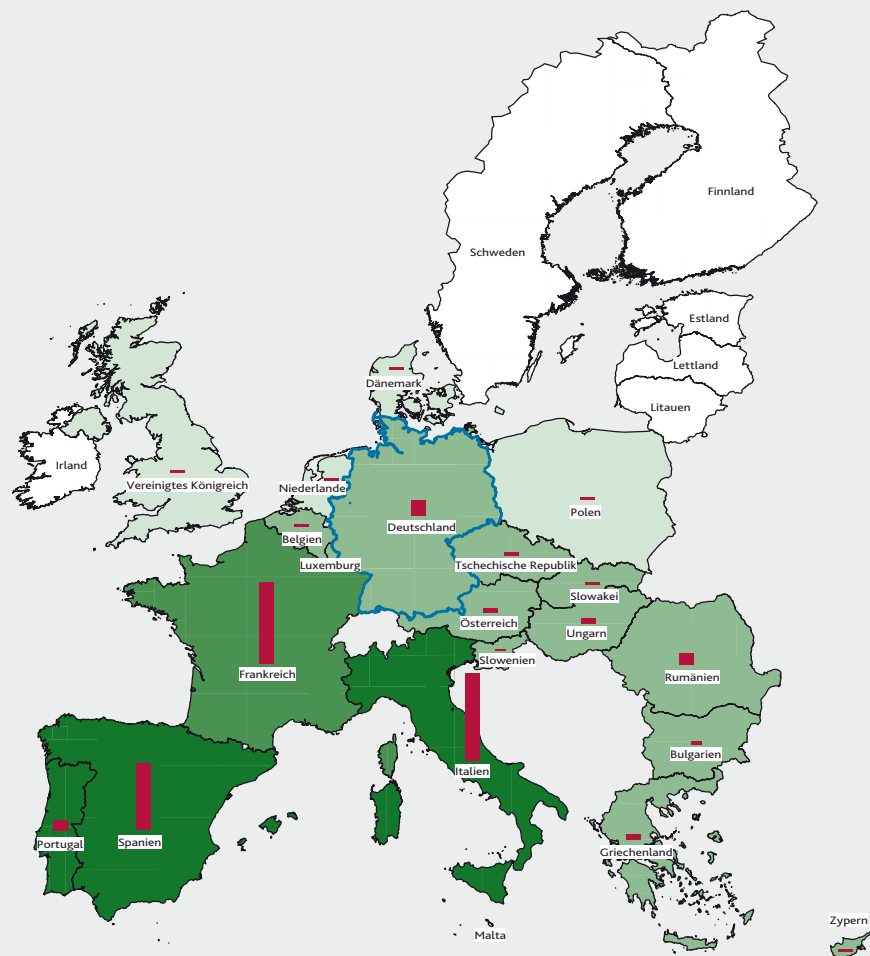 Finnland
Schweden
Estland
Lettland
Dänemark
Litauen
Irland
Vereinigtes Königreich
Niederlande
Polen
Deutschland
Belgien
Luxemburg
Tschechische Republik
Slowakei
Österreich
Ungarn
Slowenien
Frankreich
Rumänien
Bulgarien
Italien
Spanien
Portugal
Griechenland
Zypern
Malta